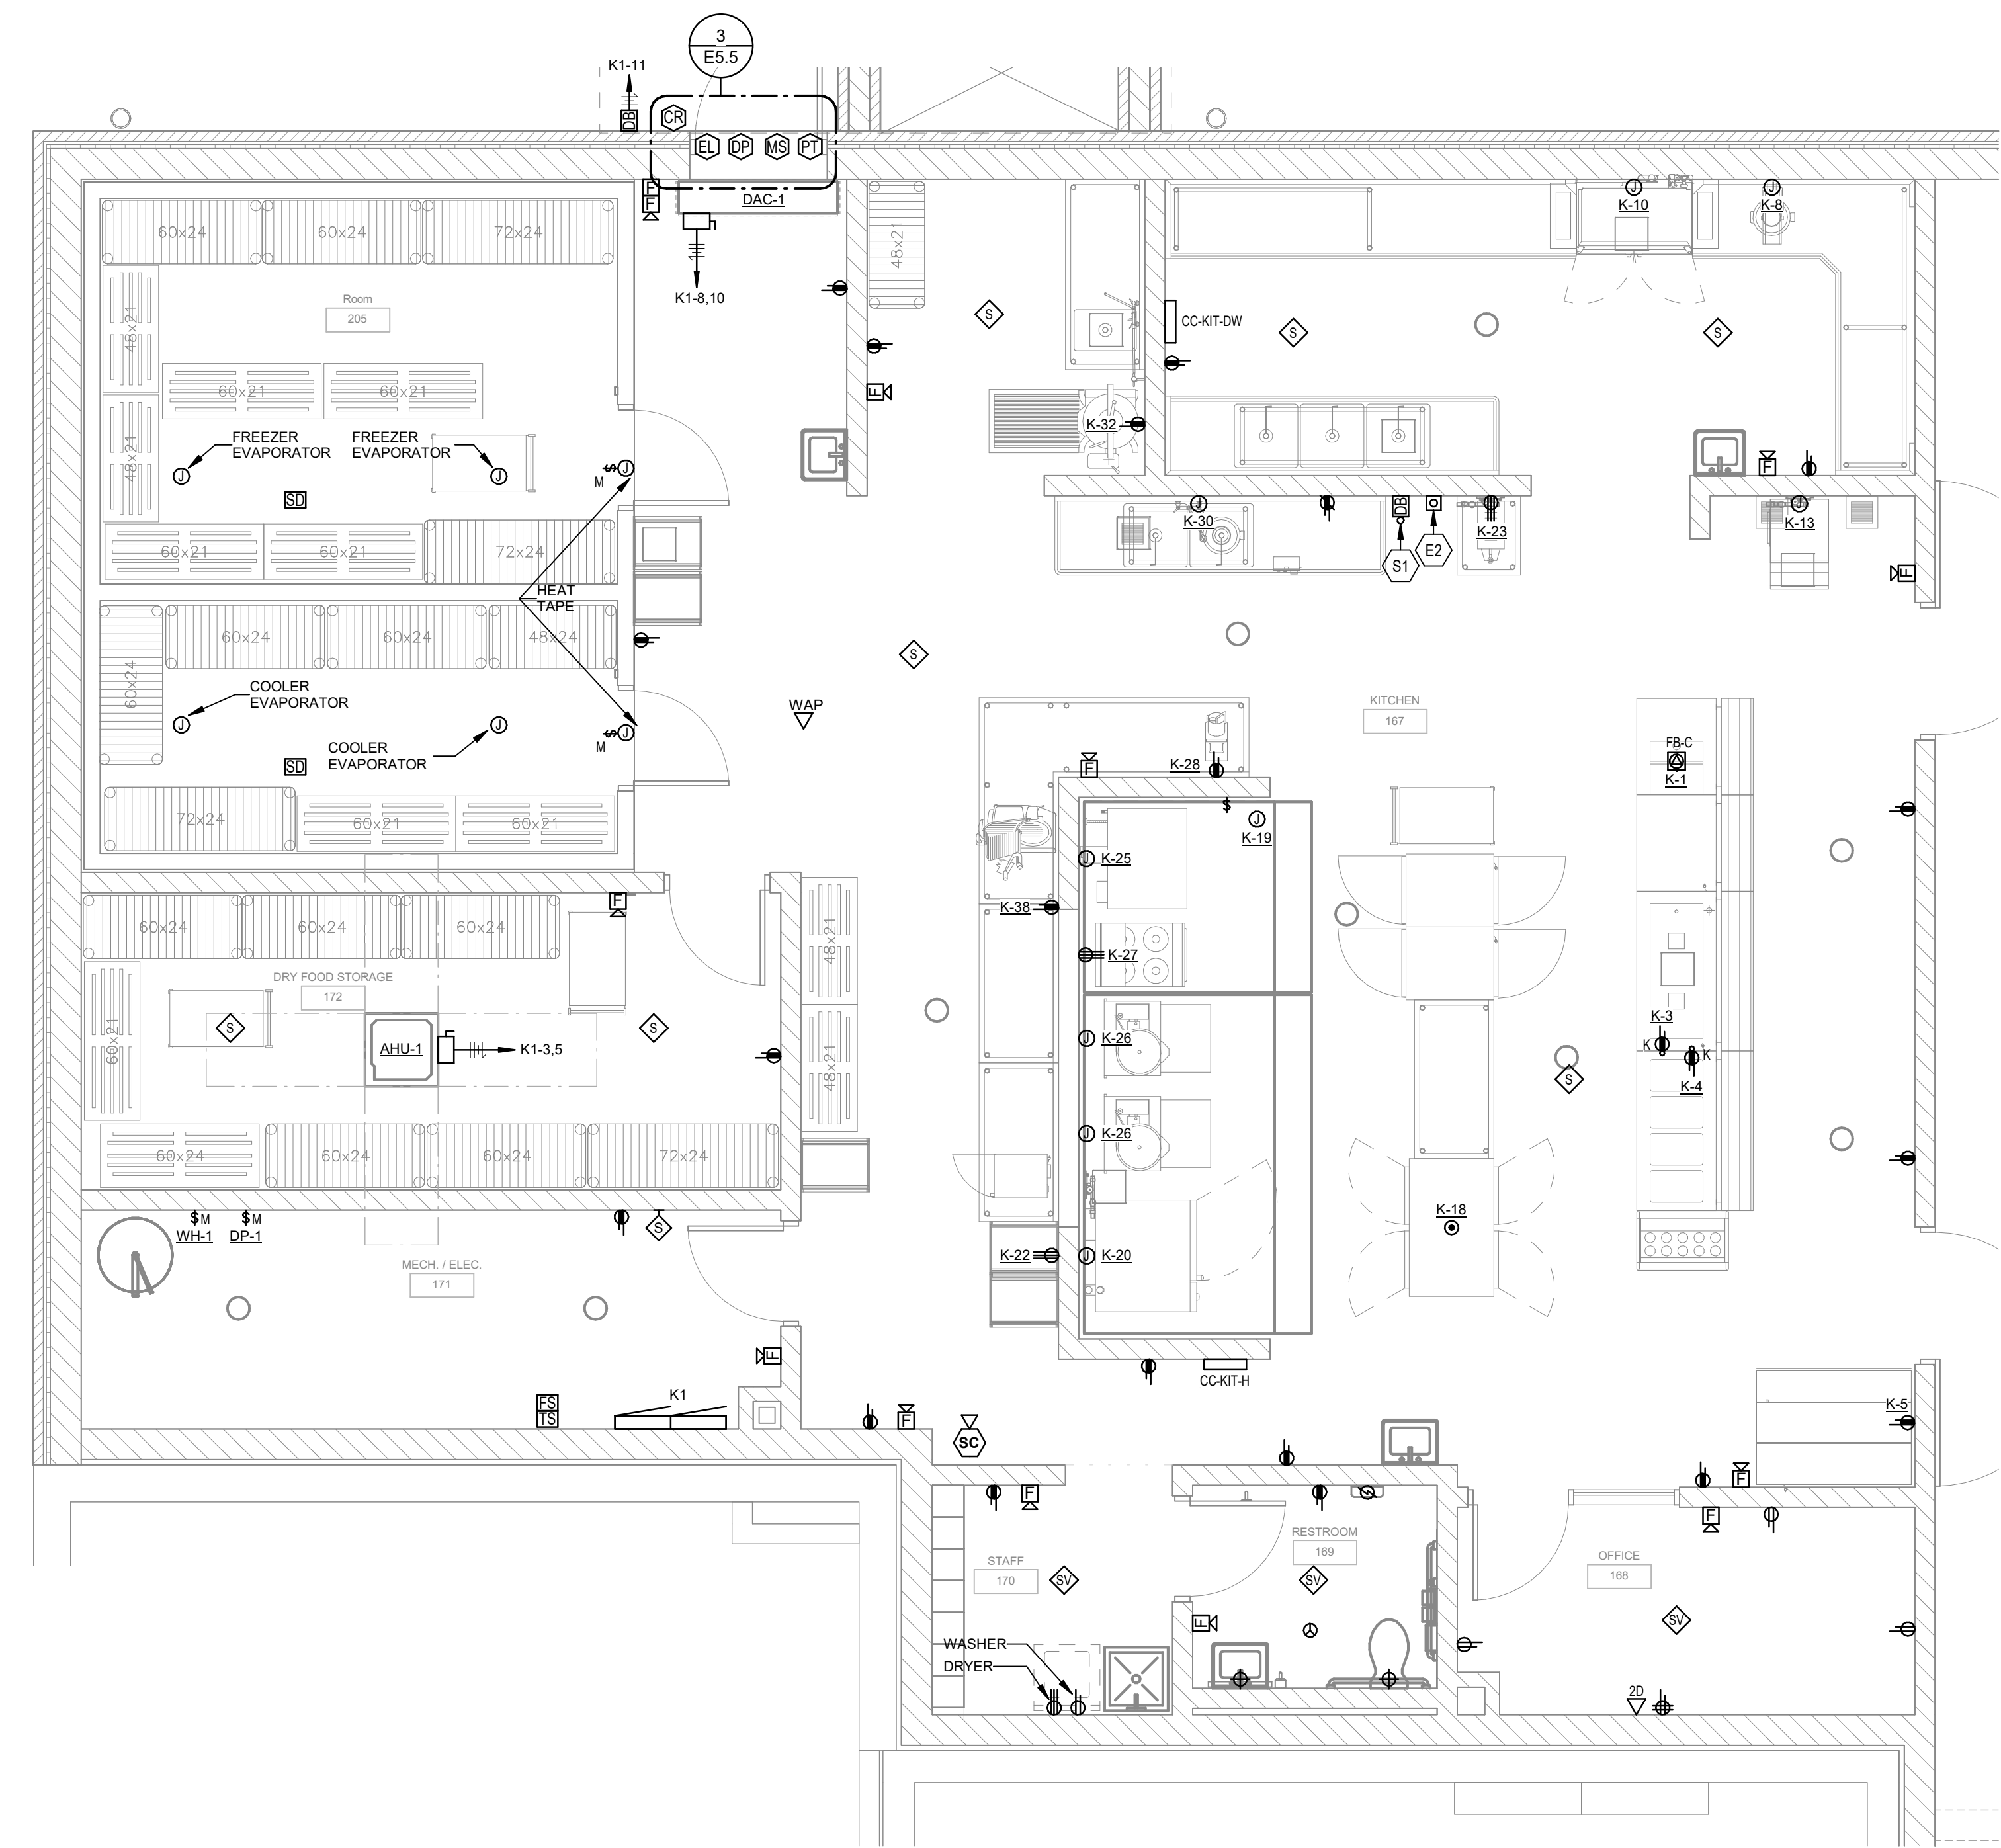 3
E5.5
K1-11
DB
CR
EL DP MS PT
F
F
DAC-1
K1-8,10
60x24 60x24 72x24
48x21
Room
205
48x21
S
CC-KIT-DW
S
S
K-10
K-8
60x21 60x21
48x21
F
K-32
FREEZER
EVAPORATOR
FREEZER
EVAPORATOR
J
J
J
M
SD
F
60x21 60x21 72x24
K-30
DB
S1
E2
K-23
K-13
F
HEAT
TAPE
60x24 60x24 48x24
60x24
S
COOLER
EVAPORATOR
J
J
COOLER
EVAPORATOR
J
M
SD
WAP
KITCHEN
167
FB-C
K-1
K-28
F
$
72x24 60x21 60x21
J
K-19
J K-25
K-38
F
60x24 60x24 60x24
48x21
K-27
DRY FOOD STORAGE
172
60x21
S
S
AHU-1
K1-3,5
48x21
J K-26
K-3
K
K
K-4
S
J K-26
60x24 60x24 60x24 72x24
$M
WH-1
$M
DP-1
S
K-18
K-22
J K-20
MECH. / ELEC.
171
F
FS
TS
K1
CC-KIT-H
F
SC
K-5
F
F
F
STAFF
170
SV
RESTROOM
169
SV
OFFICE
168
SV
F
WASHER
DRYER
2D